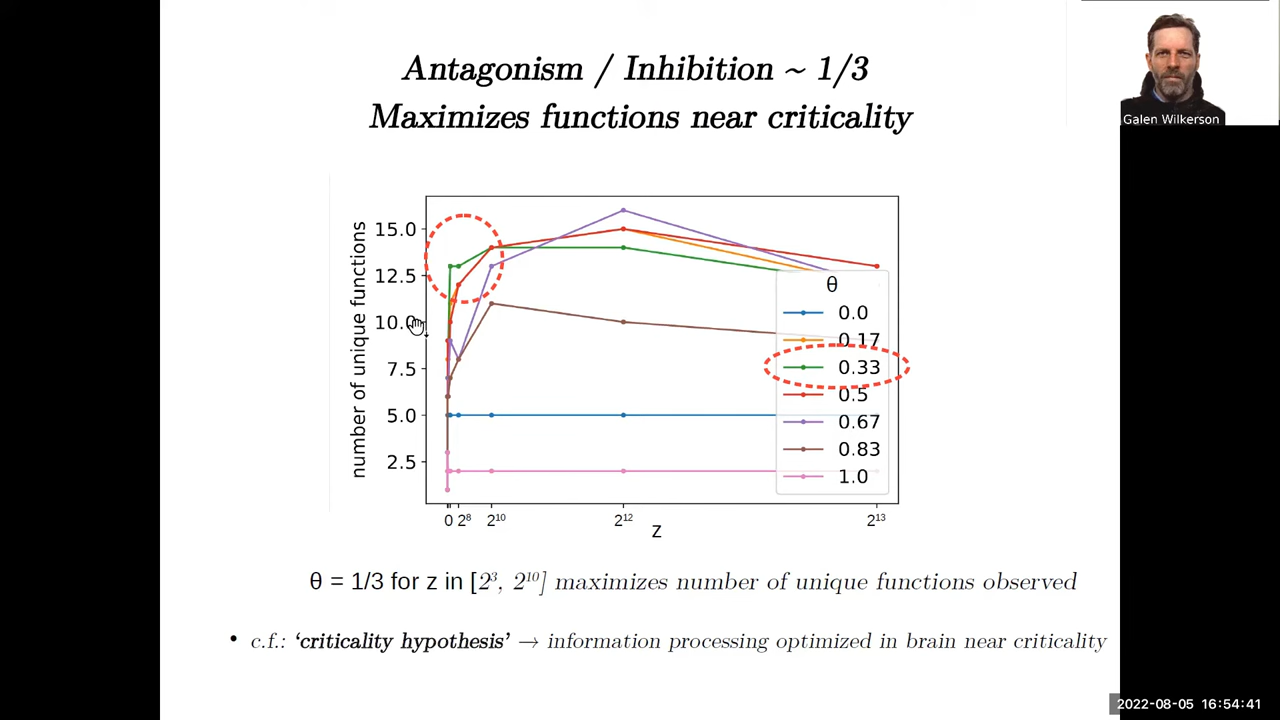 Antagonism / Inhibition ~ 1/3
Maximizes functions near criticality
Galen Wilkerson
number of unique functions
15.0
12.5
10.0
7.5
5.0
2.5
θ
0.0
0.17
0.33
0.5
0.67
0.83
1.0
0 2⁸ 2¹⁰ 2¹² 2¹³
z
θ = 1/3 for z in [2³, 2¹⁰] maximizes number of unique functions observed
• c.f.: ‘criticality hypothesis’ → information processing optimized in brain near criticality
2022-08-05 16:54:41